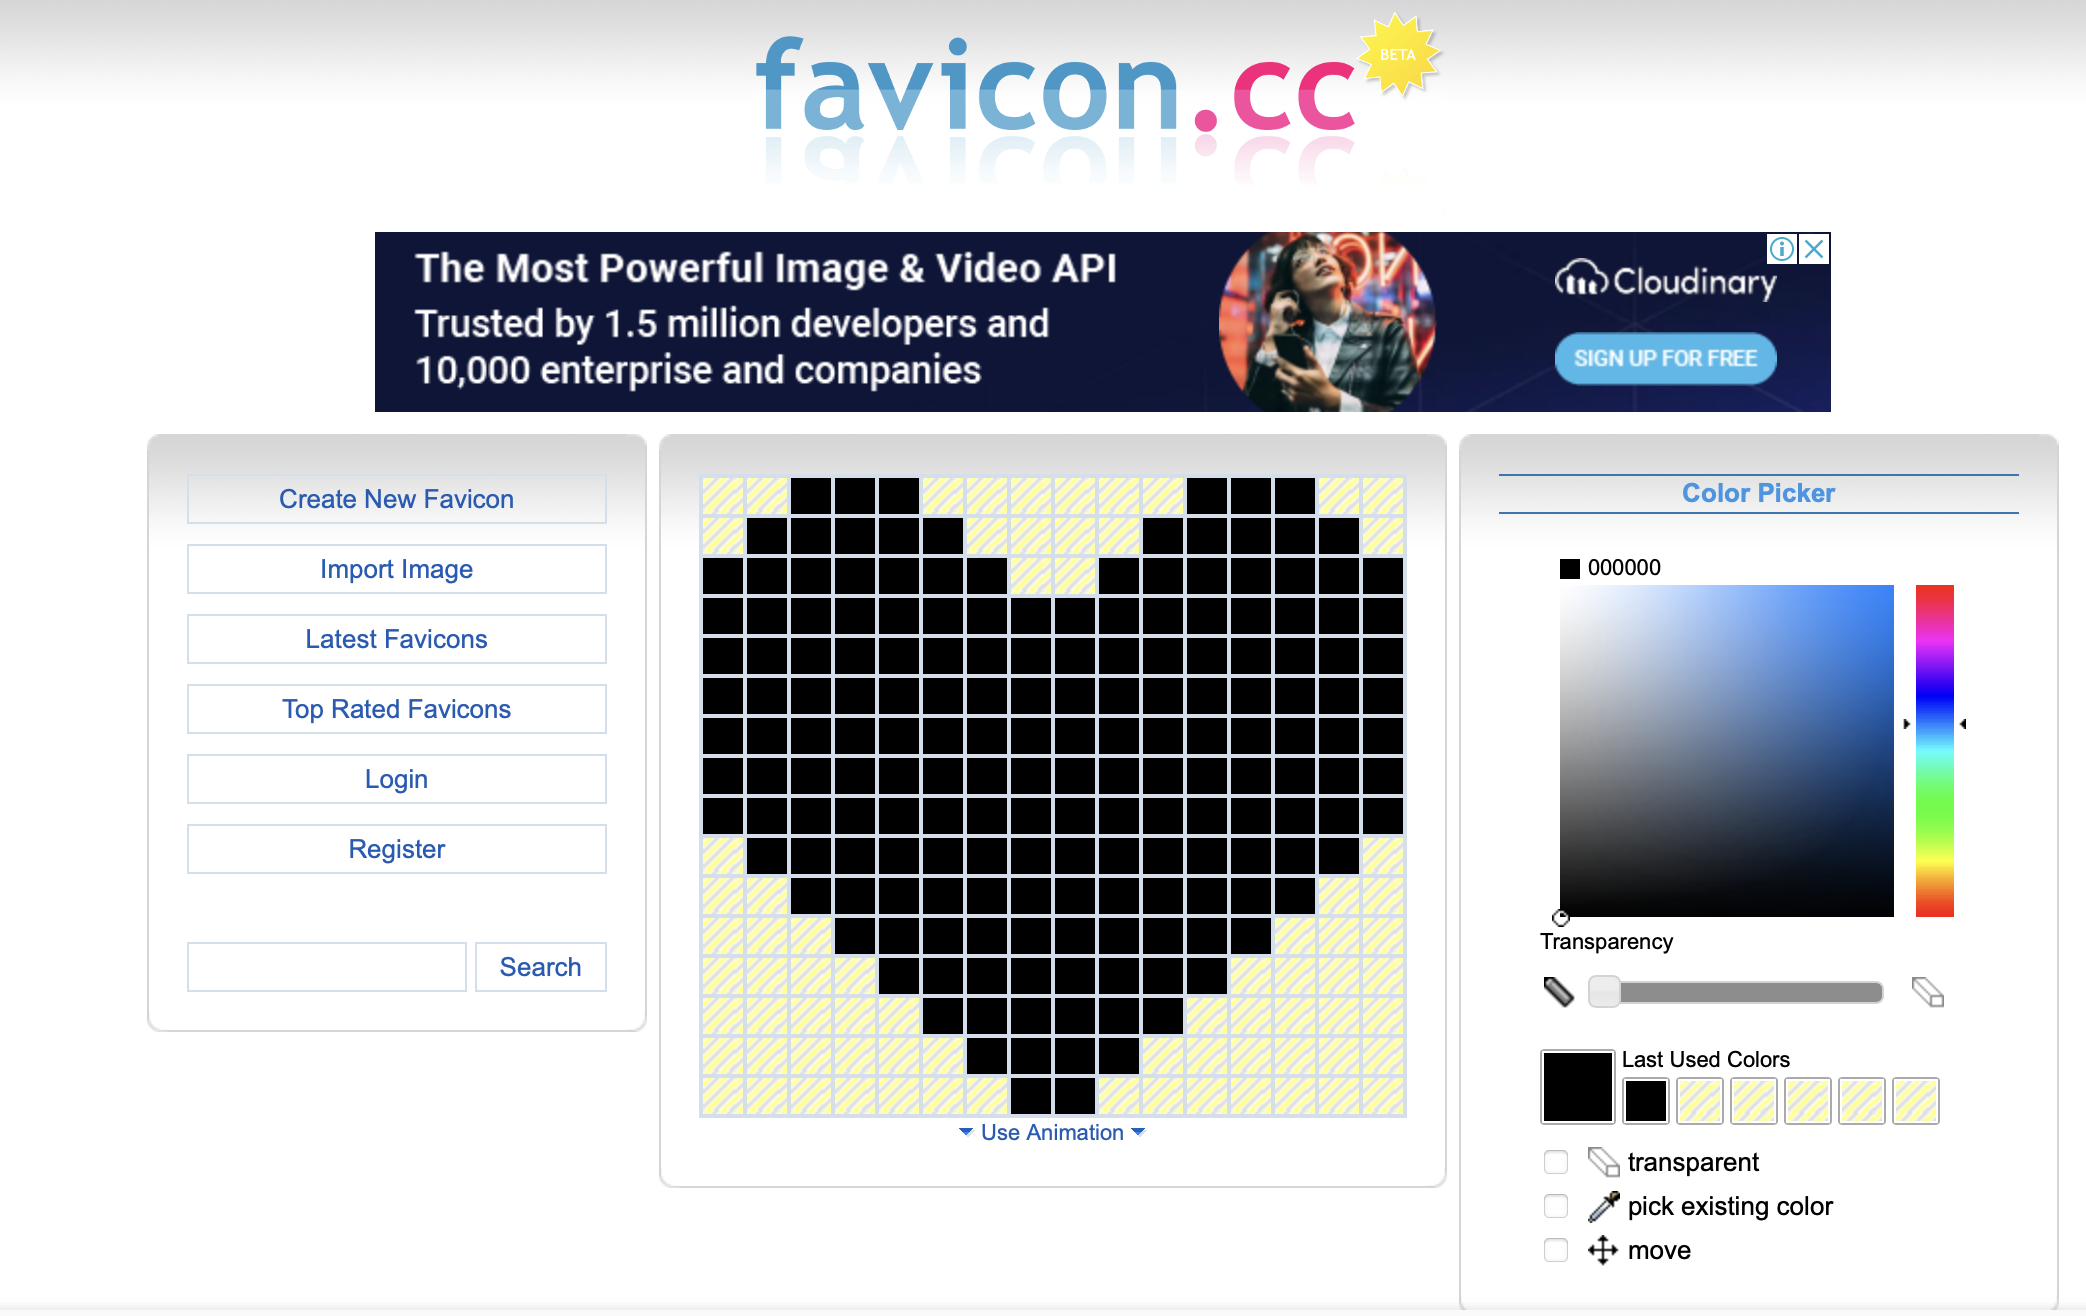 favicon.cc
BETA
The Most Powerful Image & Video API
Trusted by 1.5 million developers and
10,000 enterprise and companies
Cloudinary
SIGN UP FOR FREE
Create New Favicon
Import Image
Latest Favicons
Top Rated Favicons
Login
Register
Search
Use Animation
Color Picker
000000
Transparency
Last Used Colors
transparent
pick existing color
move